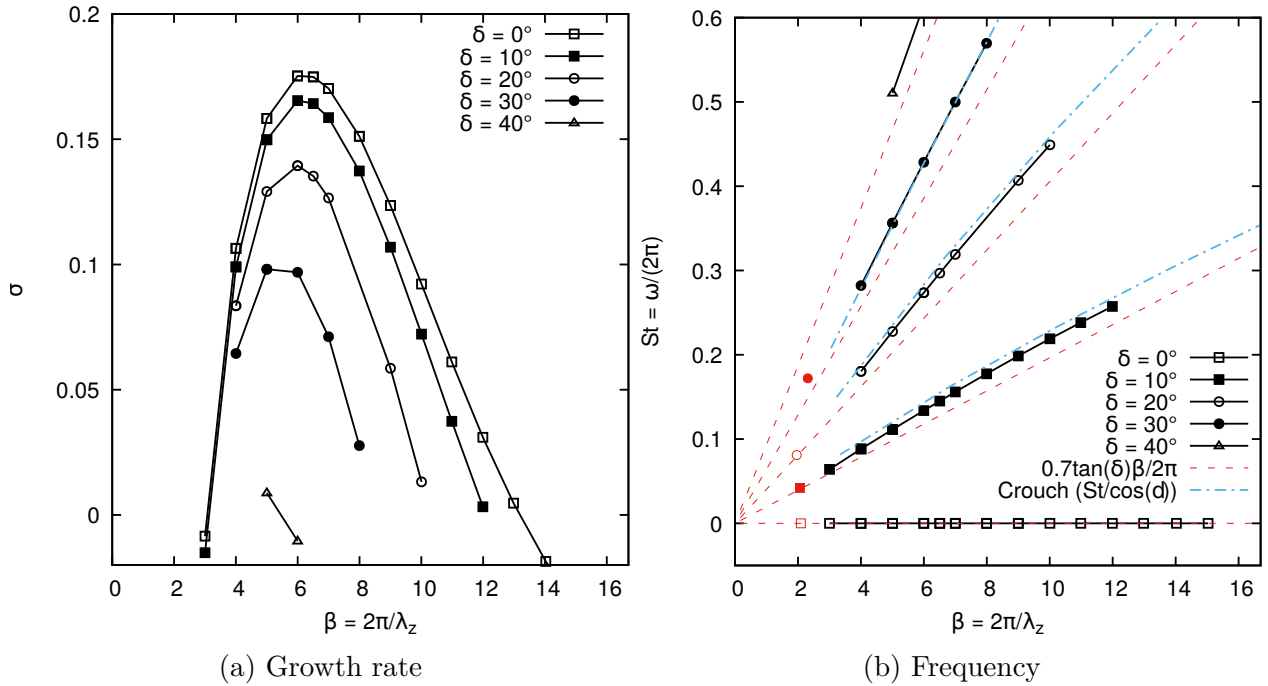 0.2
0.15
0.1
0.05
0
σ
0 2 4 6 8 10 12 14 16
β = 2π/λz
δ = 0°
δ = 10°
δ = 20°
δ = 30°
δ = 40°
(a) Growth rate
0.6
0.5
0.4
0.3
0.2
0.1
0
St = ω/(2π)
0 2 4 6 8 10 12 14 16
β = 2π/λz
δ = 0°
δ = 10°
δ = 20°
δ = 30°
δ = 40°
0.7tan(δ)β/2π
Crouch (St/cos(d))
(b) Frequency